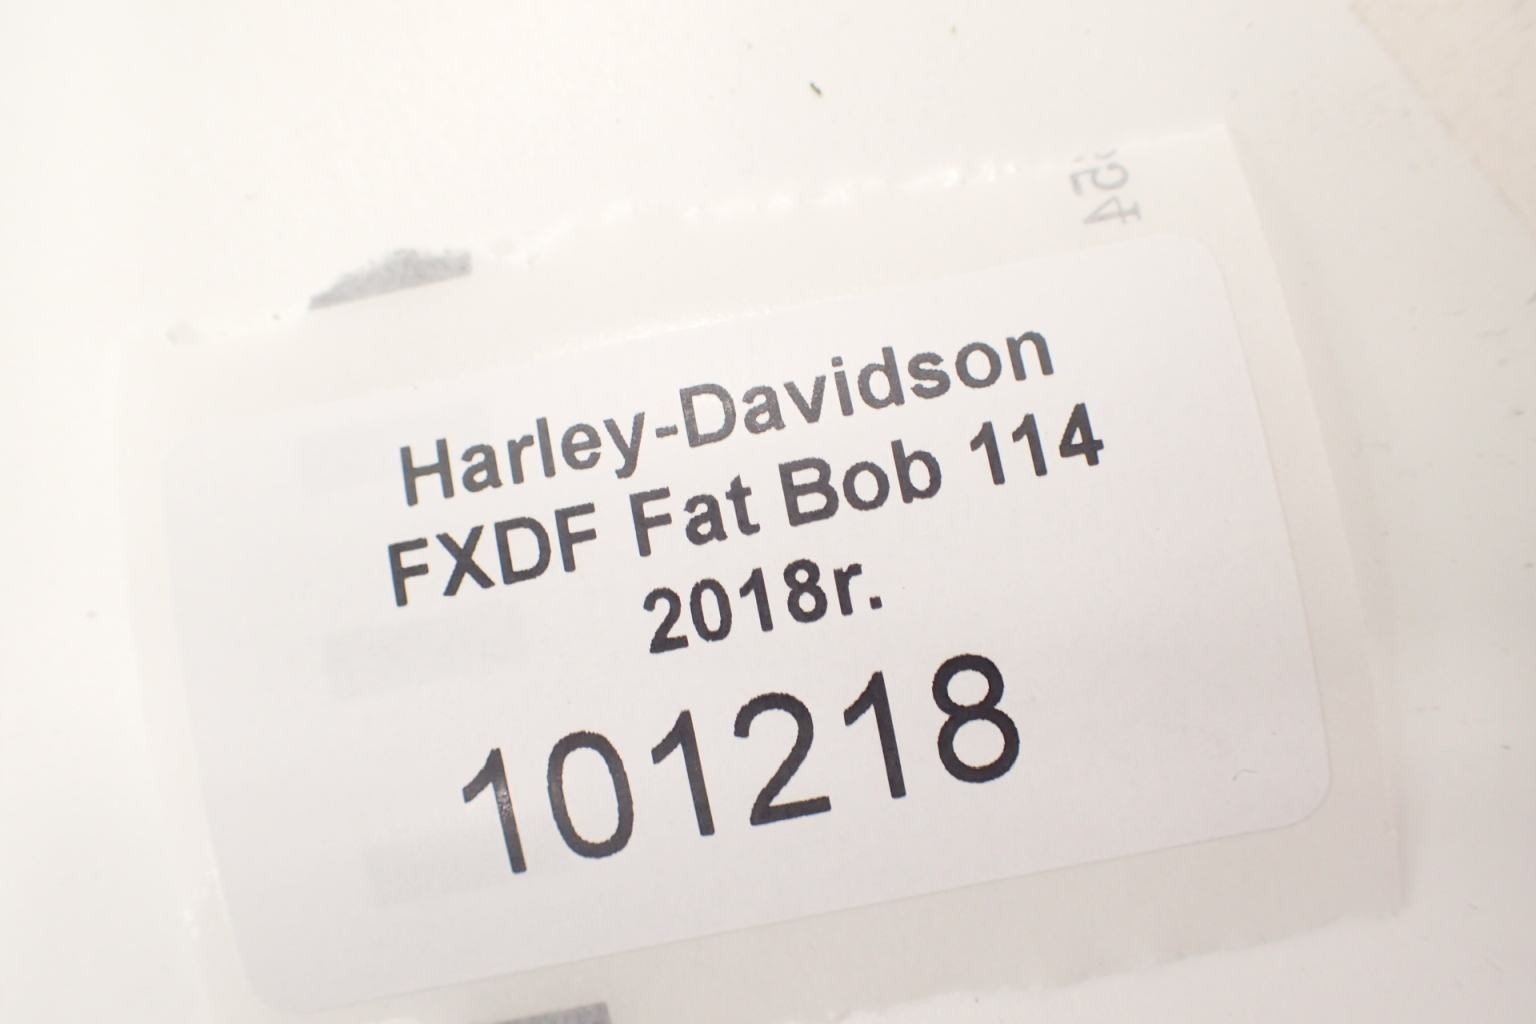 Harley-Davidson
FXDF Fat Bob 114
2018r.
101218